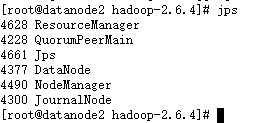 [root@datanode2 hadoop-2.6.4]# jps
4628 ResourceManager
4228 QuorumPeerMain
4661 Jps
4377 DataNode
4490 NodeManager
4300 JournalNode
[root@datanode2 hadoop-2.6.4]#